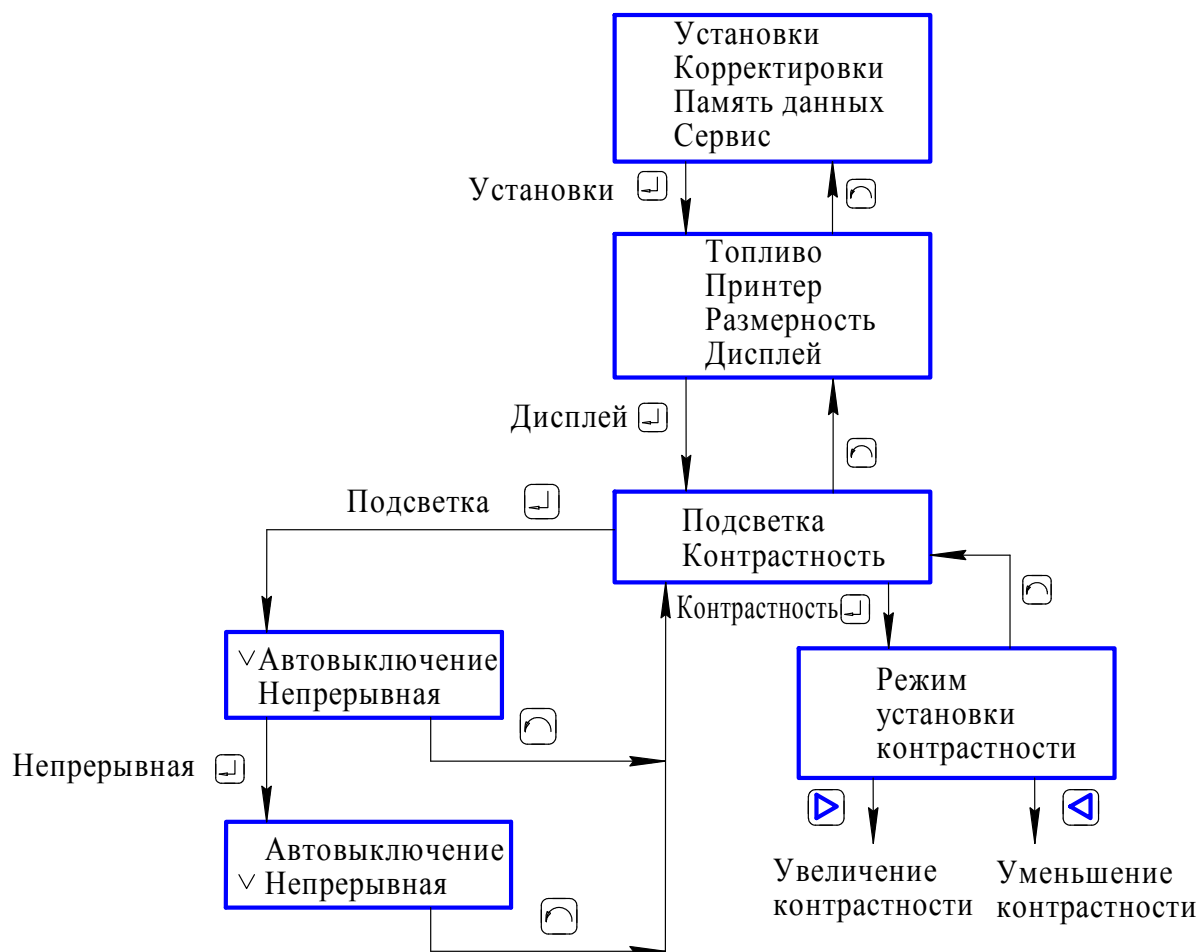 Установки
Корректировки
Память данных
Сервис
Установки
Топливо
Принтер
Размерность
Дисплей
Дисплей
Подсветка
Подсветка
Контрастность
Контрастность
Автовыключение
Непрерывная
Режим
установки
контрастности
Непрерывная
Автовыключение
Непрерывная
Увеличение
контрастности
Уменьшение
контрастности